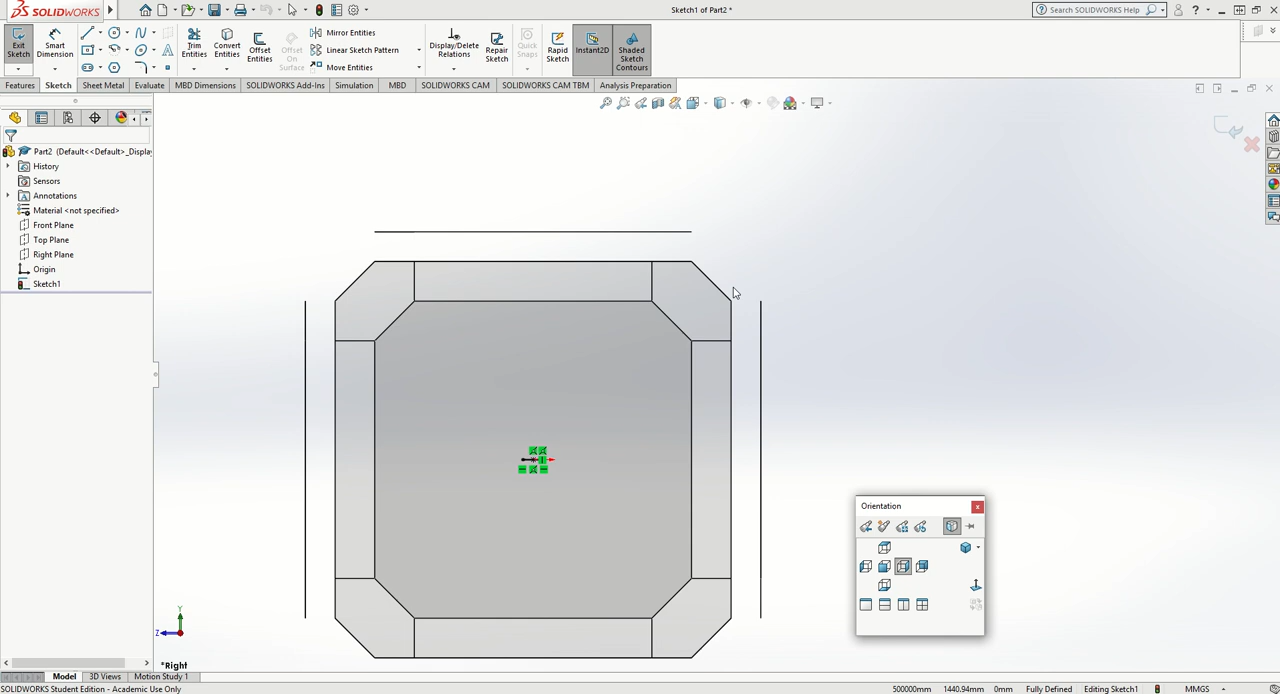 SOLIDWORKS
Sketch1 of Part2 *
Search SOLIDWORKS Help
Exit Sketch
Smart Dimension
Trim Entities
Convert Entities
Offset Entities
Offset On Surface
Mirror Entities
Linear Sketch Pattern
Move Entities
Display/Delete Relations
Repair Sketch
Quick Snaps
Rapid Sketch
Instant2D
Shaded Sketch Contours
Features
Sketch
Sheet Metal
Evaluate
MBD Dimensions
SOLIDWORKS Add-Ins
Simulation
MBD
SOLIDWORKS CAM
SOLIDWORKS CAM TBM
Analysis Preparation
Part2 (Default<<Default>_Display
History
Sensors
Annotations
Material <not specified>
Front Plane
Top Plane
Right Plane
Origin
Sketch1
Orientation
Y
Z
*Right
Model
3D Views
Motion Study 1
SOLIDWORKS Student Edition - Academic Use Only
500000mm
1440.94mm
0mm
Fully Defined
Editing Sketch1
MMGS